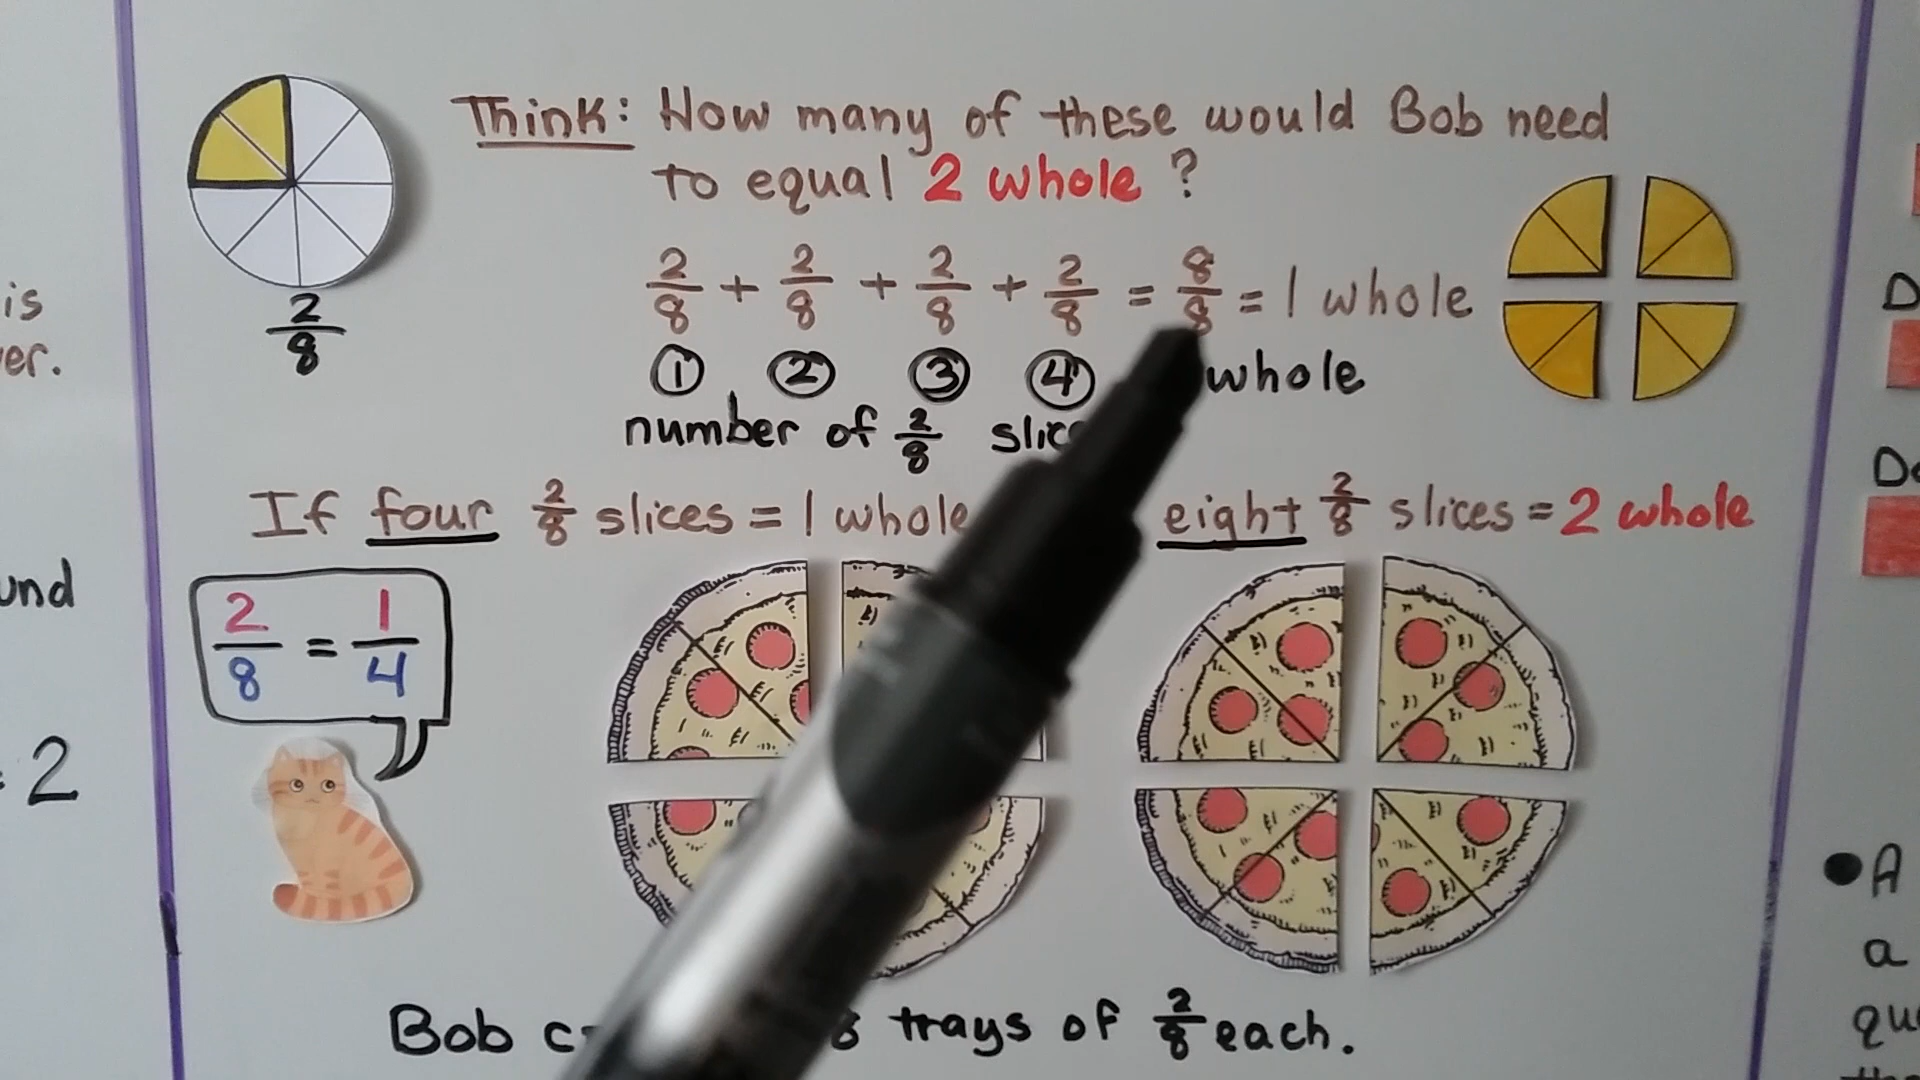 Think: How many of these would Bob need
to equal 2 whole?
2/8
2/8 + 2/8 + 2/8 + 2/8 = 8/8 = 1 whole
① ② ③ ④ whole
number of 2/8
If four 2/8 slices = 1 whole eight 2/8 slices = 2 whole
2/8 = 1/4
Bob trays of 2/8 each.
is
er.
und
2
D
A
a